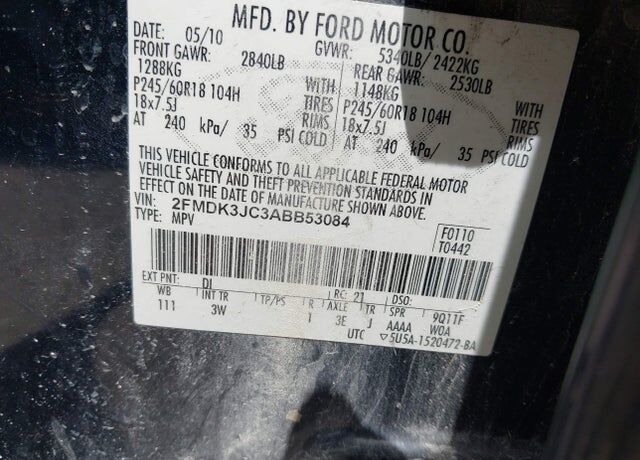 MFD. BY FORD MOTOR CO.
DATE: 05/10 GVWR: 5340LB/ 2422KG
FRONT GAWR: 2840LB REAR GAWR: 2530LB
1288KG WITH 1148KG WITH
P245/60R18 104H TIRES P245/60R18 104H TIRES
18x7.5J RIMS 18x7.5J RIMS
AT 240 kPa/ 35 PSI COLD AT 240 kPa/ 35 PSI COLD
THIS VEHICLE CONFORMS TO ALL APPLICABLE FEDERAL MOTOR
VEHICLE SAFETY AND THEFT PREVENTION STANDARDS IN
EFFECT ON THE DATE OF MANUFACTURE SHOWN ABOVE.
VIN: 2FMDK3JC3ABB53084
TYPE: MPV
F0110
T0442
EXT PNT: DI RC: 21 DSO:
WB INT TR TP/PS R AXLE TR SPR 9Q11F
111 3W 1 3E J AAAA W0A
UTC ▽5U5A-1520472-BA